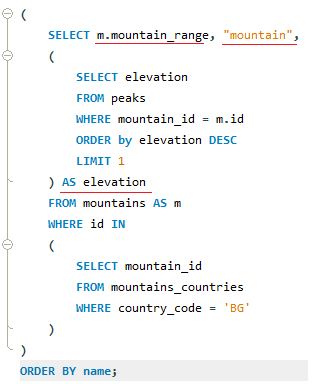 (
SELECT m.mountain_range, "mountain",
(
SELECT elevation
FROM peaks
WHERE mountain_id = m.id
ORDER by elevation DESC
LIMIT 1
) AS elevation
FROM mountains AS m
WHERE id IN
(
SELECT mountain_id
FROM mountains_countries
WHERE country_code = 'BG'
)
)
ORDER BY name;